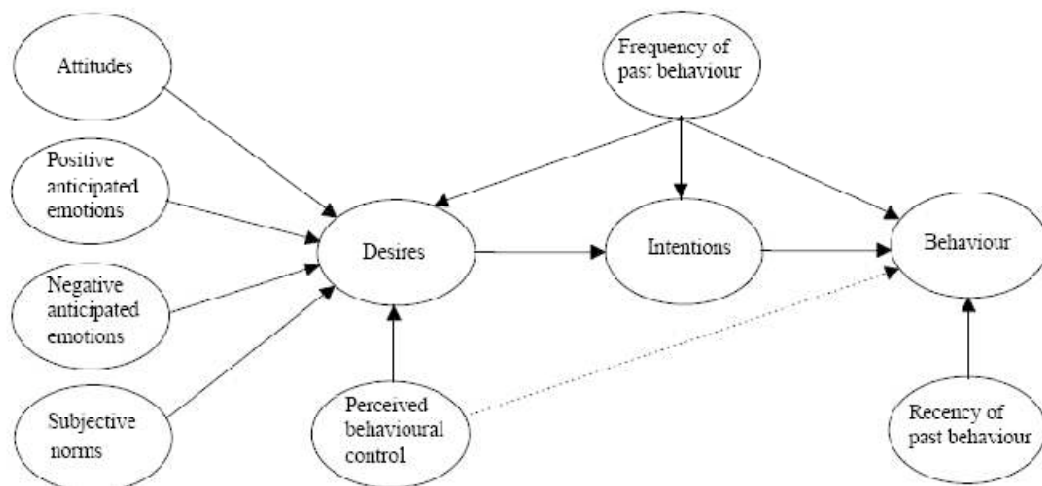 Attitudes
Frequency of
past behaviour
Positive
anticipated
emotions
Desires
Intentions
Behaviour
Negative
anticipated
emotions
Subjective
norms
Perceived
behavioural
control
Recency of
past behaviour